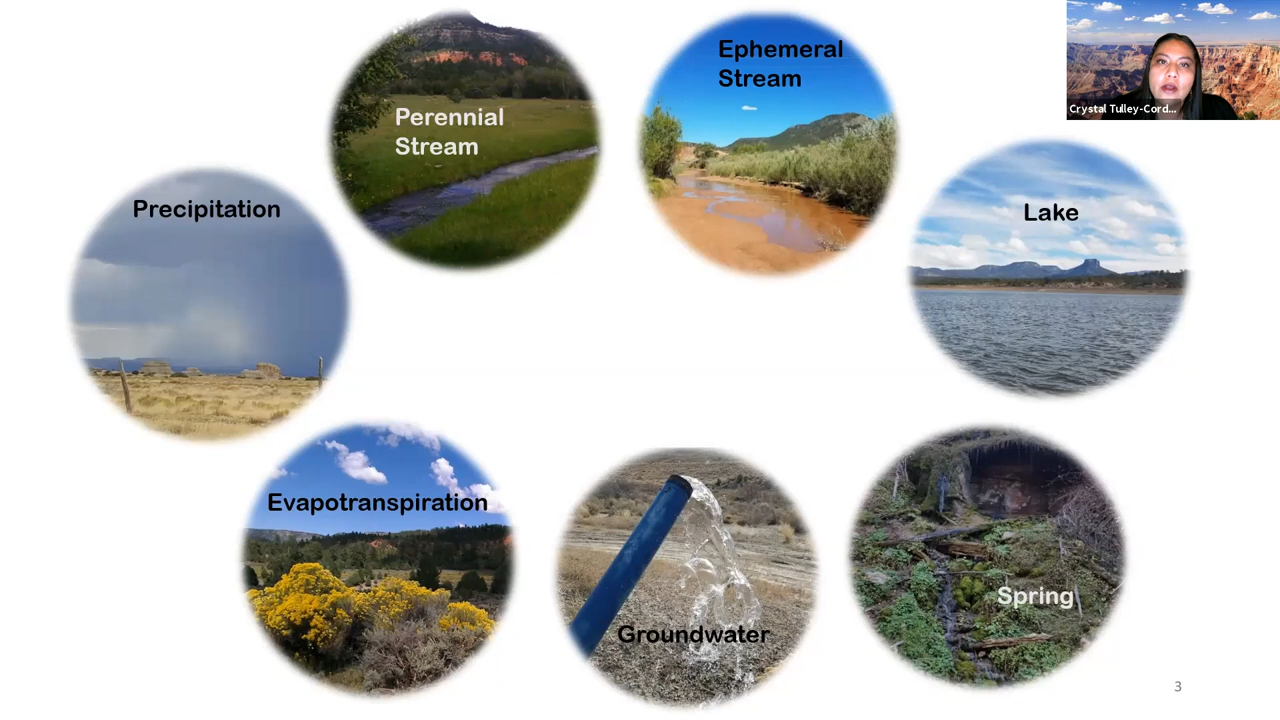 Perennial
Stream
Ephemeral
Stream
Crystal Tulley-Cord...
Precipitation
Lake
Evapotranspiration
Groundwater
Spring
3